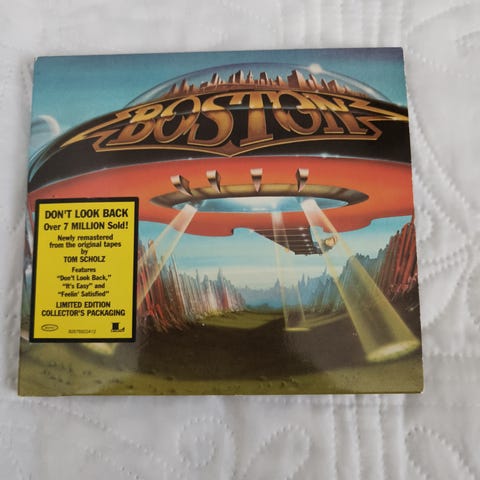 BOSTON
DON'T LOOK BACK
Over 7 MILLION Sold!
Newly remastered
from the original tapes
by
TOM SCHOLZ
Features
"Don't Look Back,"
"It's Easy" and
"Feelin' Satisfied"
LIMITED EDITION
COLLECTOR'S PACKAGING